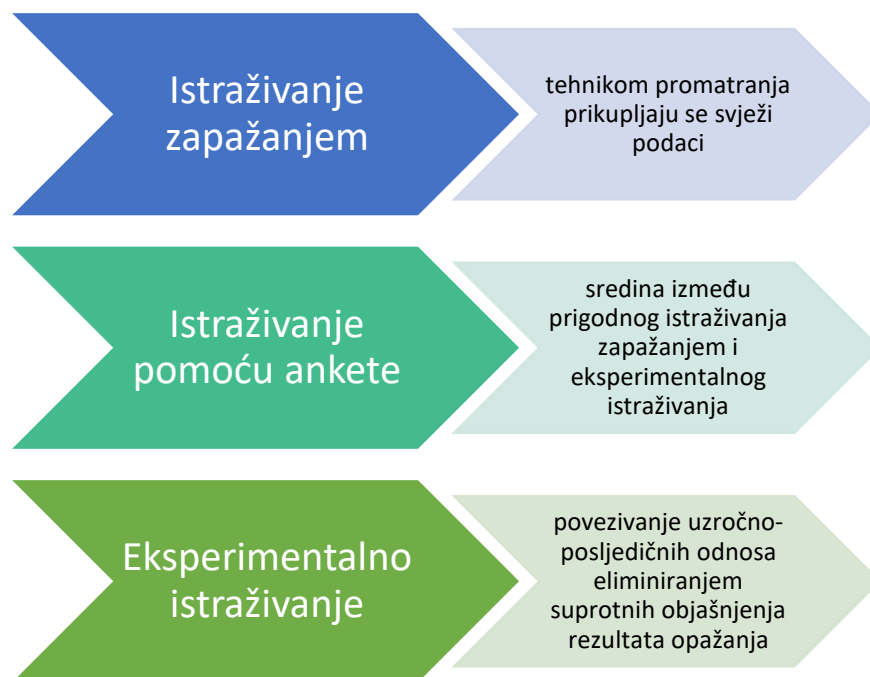 Istraživanje
zapažanjem
tehnikom promatranja
prikupljaju se svježi
podaci
Istraživanje
pomoću ankete
sredina između
prigodnog istraživanja
zapažanjem i
eksperimentalnog
istraživanja
Eksperimentalno
istraživanje
povezivanje uzročno-
posljedičnih odnosa
eliminiranjem
suprotnih objašnjenja
rezultata opažanja